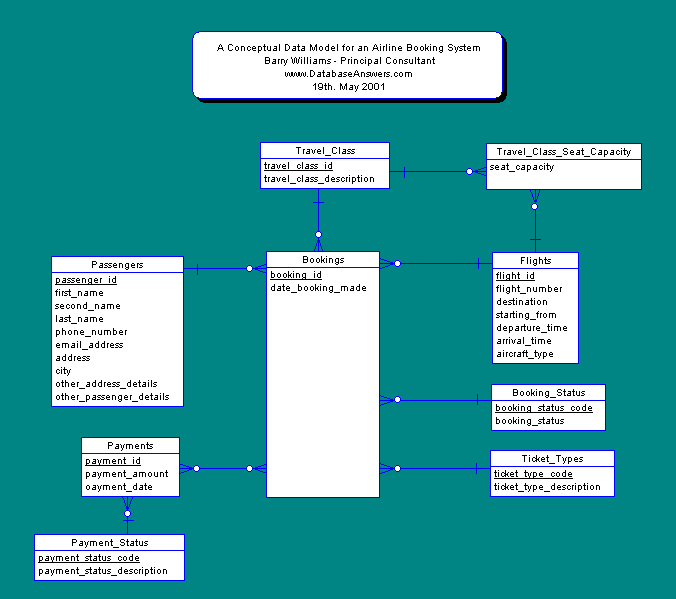 A Conceptual Data Model for an Airline Booking System
Barry Williams - Principal Consultant
www.DatabaseAnswers.com
19th. May 2001
Travel_Class
travel_class_id
travel_class_description
Travel_Class_Seat_Capacity
seat_capacity
Passengers
passenger_id
first_name
second_name
last_name
phone_number
email_address
address
city
other_address_details
other_passenger_details
Bookings
booking_id
date_booking_made
Flights
flight_id
flight_number
destination
starting_from
departure_time
arrival_time
aircraft_type
Booking_Status
booking_status_code
booking_status
Payments
payment_id
payment_amount
oayment_date
Ticket_Types
ticket_type_code
ticket_type_description
Payment_Status
payment_status_code
payment_status_description